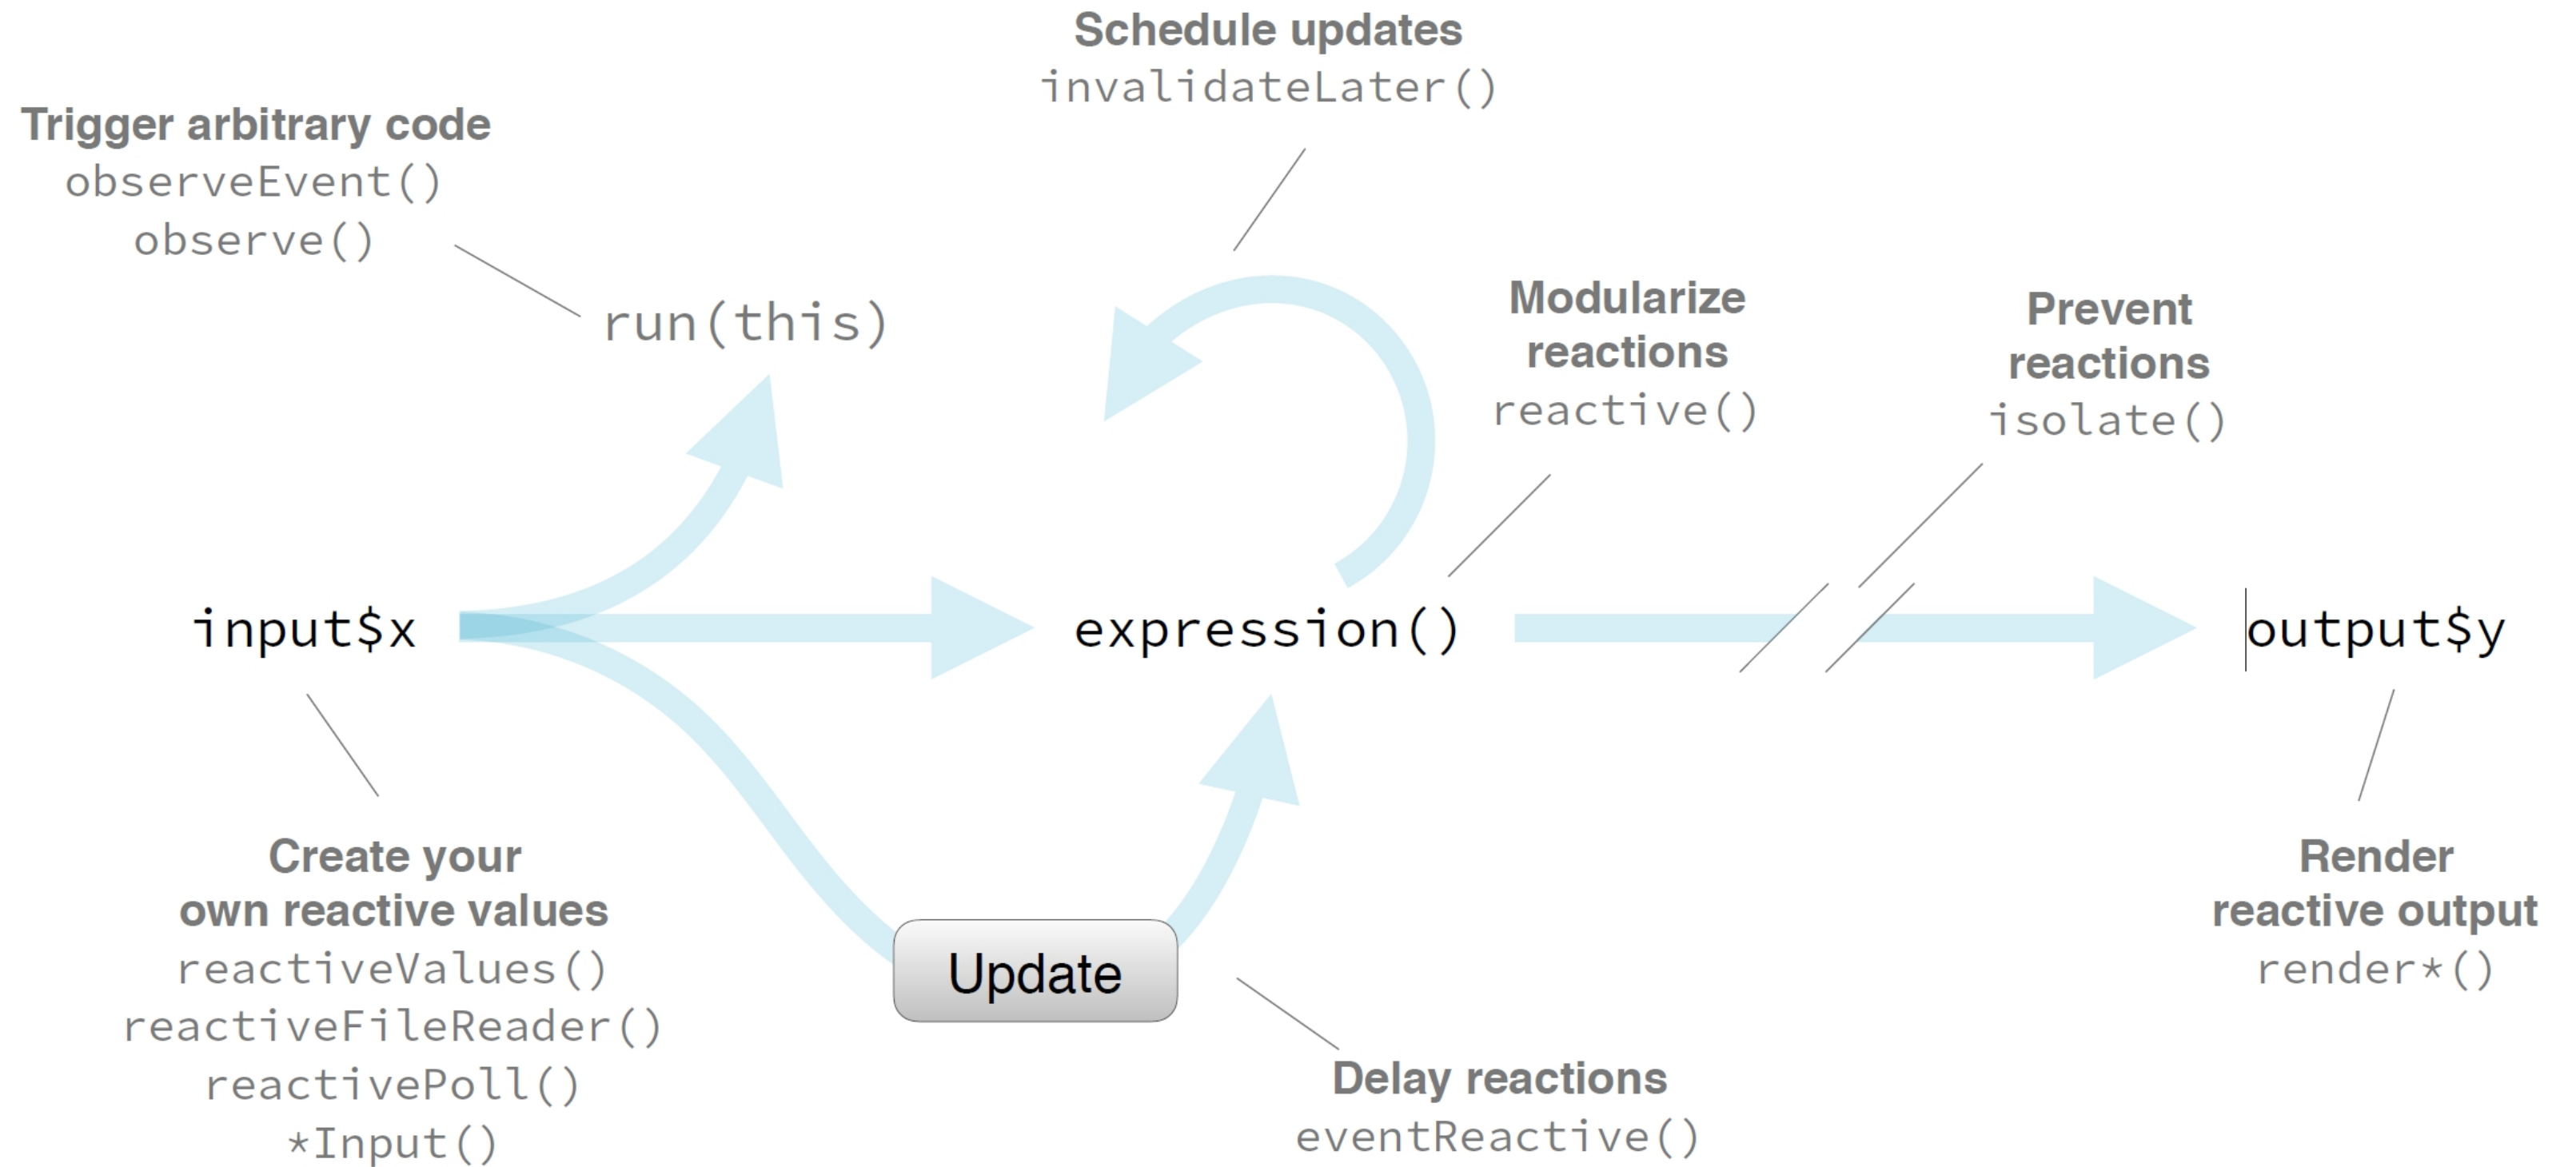 Schedule updates
invalidateLater()
Trigger arbitrary code
observeEvent()
observe()
run(this)
Modularize
reactions
reactive()
Prevent
reactions
isolate()
input$x
expression()
output$y
Create your
own reactive values
reactiveValues()
reactiveFileReader()
reactivePoll()
*Input()
Update
Delay reactions
eventReactive()
Render
reactive output
render*()